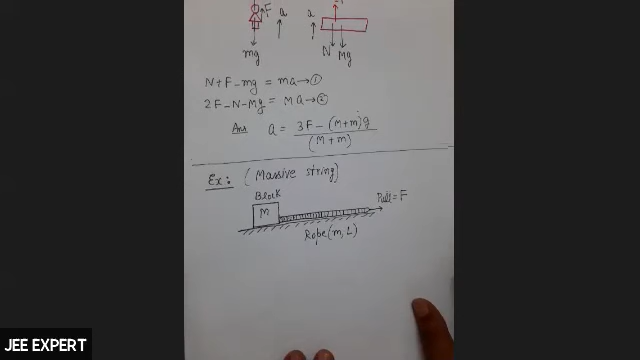 F a a
mg N Mg
N+F-mg = ma→①
2F-N-Mg = Ma→②
Ans a = 3F-(M+m)g / (M+m)
Ex:- (Massive string)
Block
M Pull = F
Rope(m, L)
JEE EXPERT